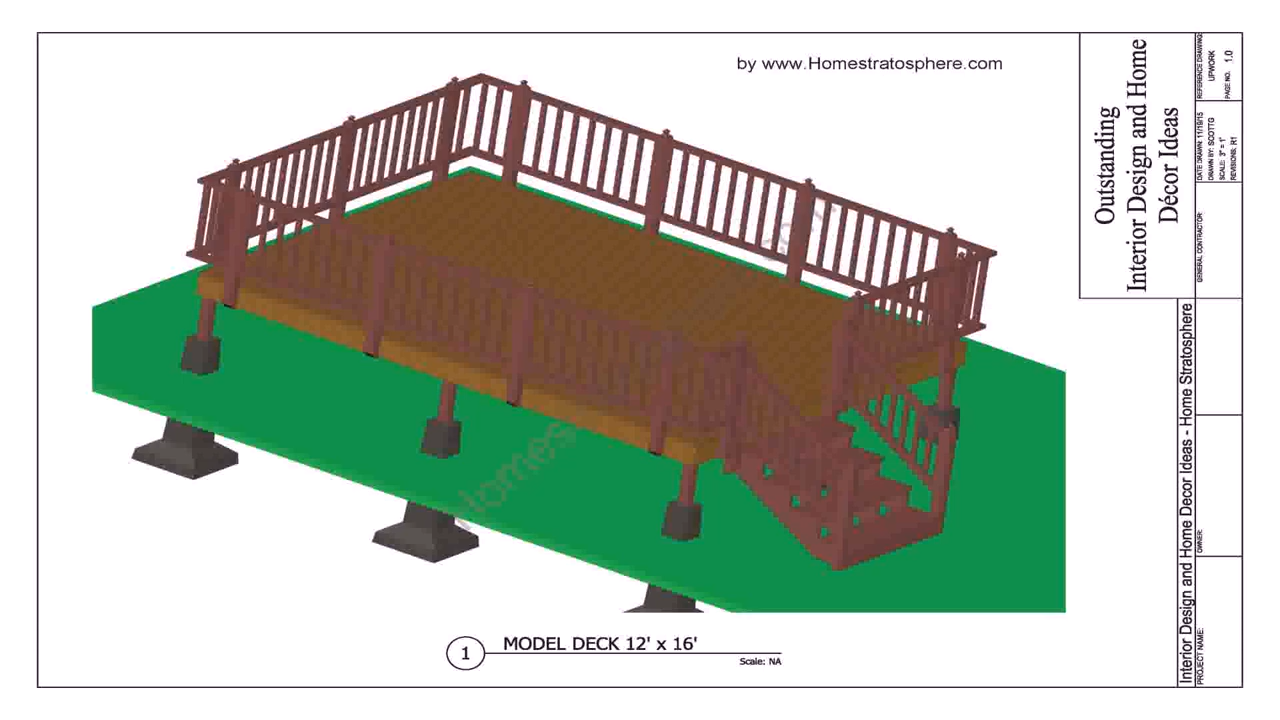 by www.Homestratosphere.com
Outstanding
Interior Design and Home
Décor Ideas
REFERENCE DRAWING:
UPWORK
PAGE NO. 1.0
DATE DRAWN: 11/19/15
DRAWN BY: SCOTTG
SCALE: 3" = 1'
REVISIONS: R1
GENERAL CONTRACTOR:
Interior Design and Home Decor Ideas - Home Stratosphere
OWNER:
PROJECT NAME:
1
MODEL DECK 12' x 16'
Scale: NA